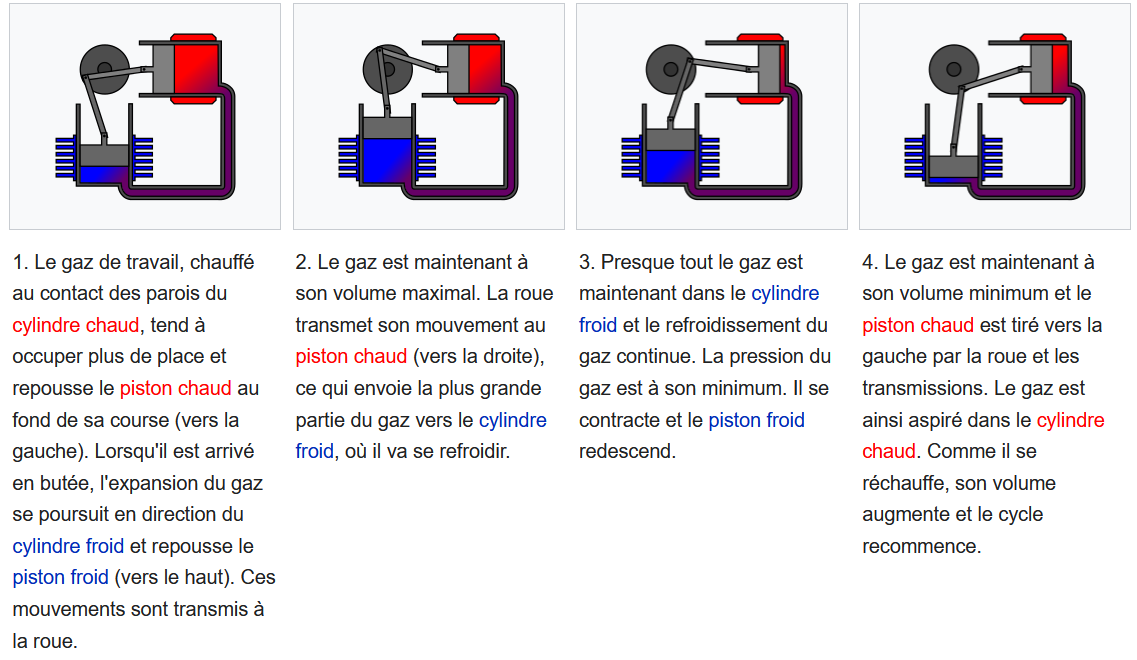 1. Le gaz de travail, chauffé
au contact des parois du
cylindre chaud, tend à
occuper plus de place et
repousse le piston chaud au
fond de sa course (vers la
gauche). Lorsqu'il est arrivé
en butée, l'expansion du gaz
se poursuit en direction du
cylindre froid et repousse le
piston froid (vers le haut). Ces
mouvements sont transmis à
la roue.
2. Le gaz est maintenant à
son volume maximal. La roue
transmet son mouvement au
piston chaud (vers la droite),
ce qui envoie la plus grande
partie du gaz vers le cylindre
froid, où il va se refroidir.
3. Presque tout le gaz est
maintenant dans le cylindre
froid et le refroidissement du
gaz continue. La pression du
gaz est à son minimum. Il se
contracte et le piston froid
redescend.
4. Le gaz est maintenant à
son volume minimum et le
piston chaud est tiré vers la
gauche par la roue et les
transmissions. Le gaz est
ainsi aspiré dans le cylindre
chaud. Comme il se
réchauffe, son volume
augmente et le cycle
recommence.